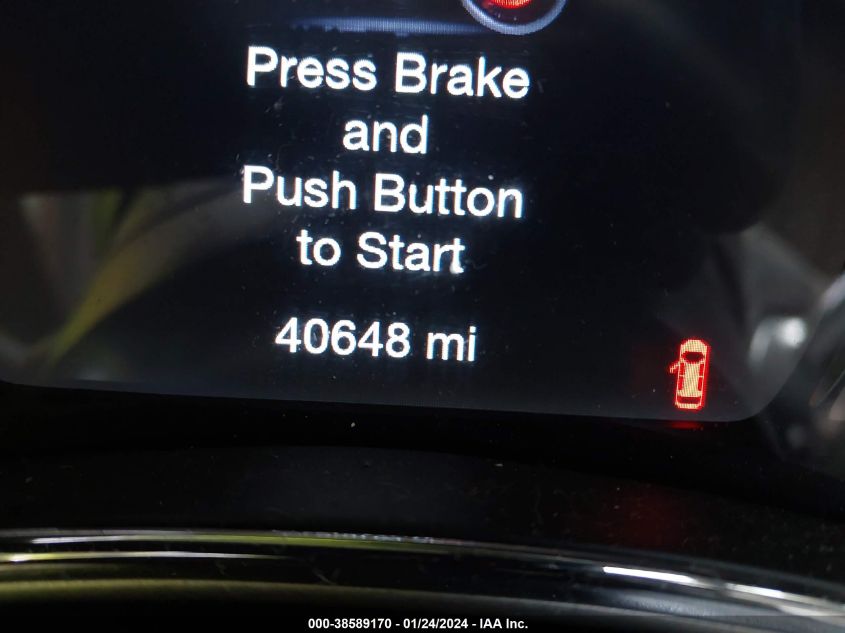 Press Brake
and
Push Button
to Start
40648 mi
000-38589170 - 01/24/2024 - IAA Inc.